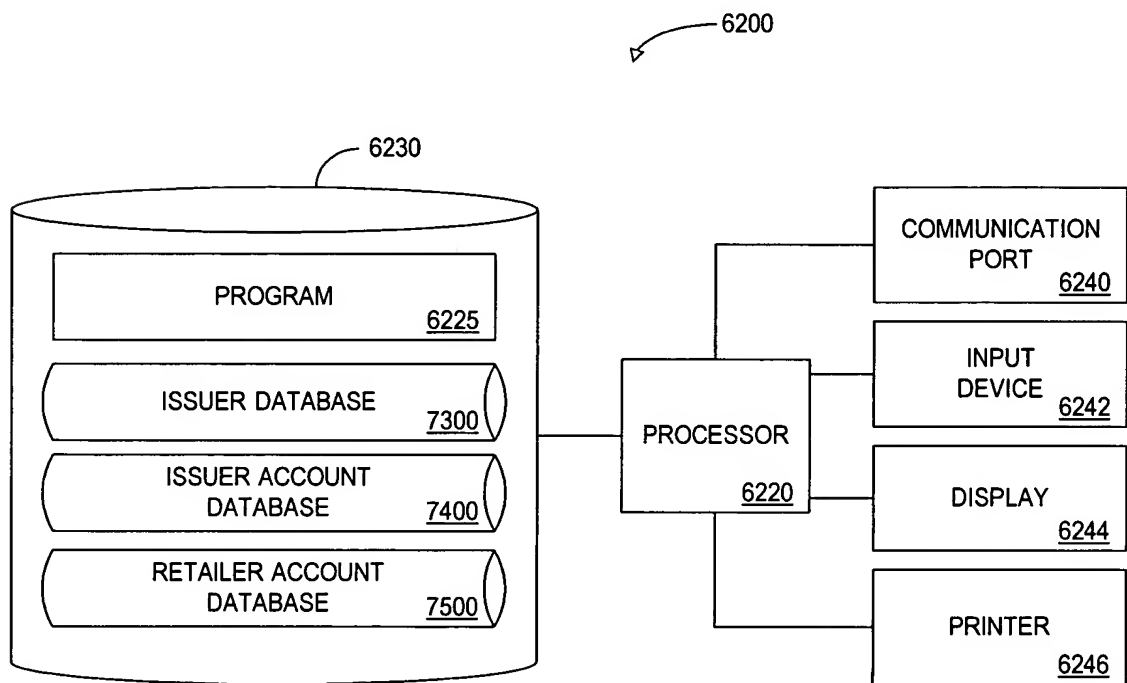 6200
6230
PROGRAM
6225
ISSUER DATABASE
7300
ISSUER ACCOUNT
DATABASE
7400
RETAILER ACCOUNT
DATABASE
7500
PROCESSOR
6220
COMMUNICATION
PORT
6240
INPUT
DEVICE
6242
DISPLAY
6244
PRINTER
6246